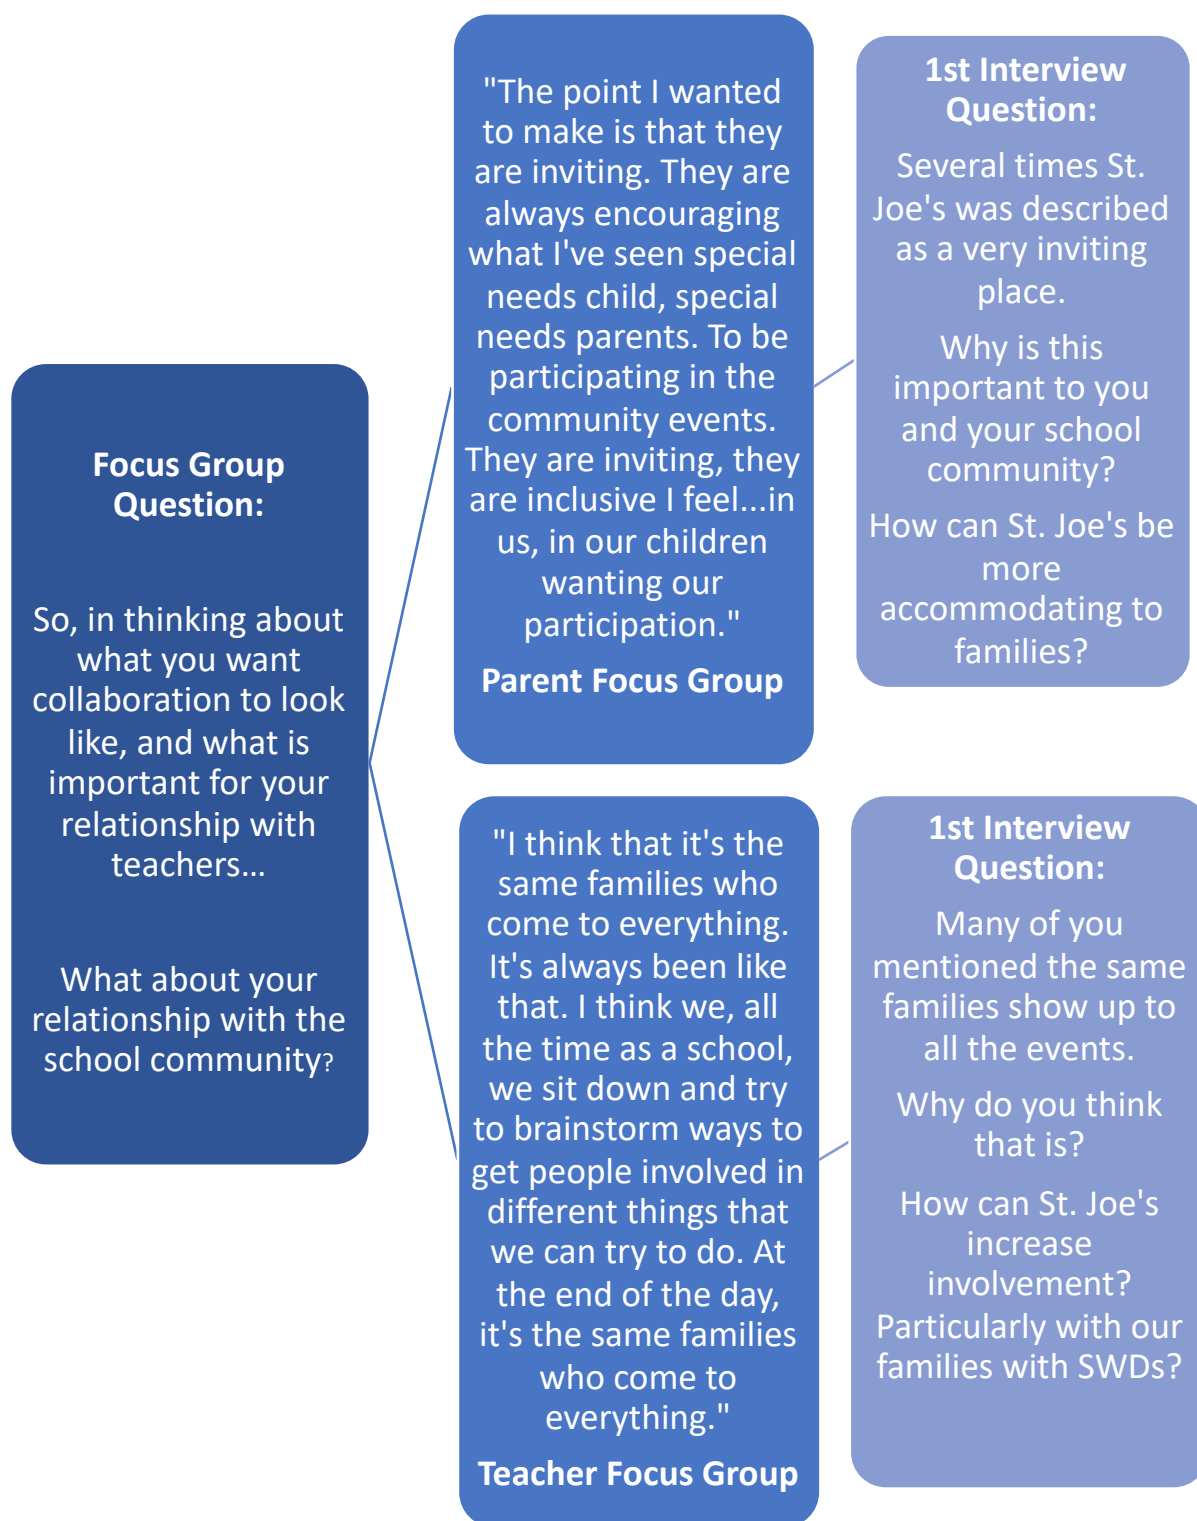 Focus Group
Question:
So, in thinking about
what you want
collaboration to look
like, and what is
important for your
relationship with
teachers...
What about your
relationship with the
school community?
"The point I wanted
to make is that they
are inviting. They are
always encouraging
what I've seen special
needs child, special
needs parents. To be
participating in the
community events.
They are inviting, they
are inclusive I feel...in
us, in our children
wanting our
participation."
Parent Focus Group
1st Interview
Question:
Several times St.
Joe's was described
as a very inviting
place.
Why is this
important to you
and your school
community?
How can St. Joe's be
more
accommodating to
families?
"I think that it's the
same families who
come to everything.
It's always been like
that. I think we, all
the time as a school,
we sit down and try
to brainstorm ways to
get people involved in
different things that
we can try to do. At
the end of the day,
it's the same families
who come to
everything."
Teacher Focus Group
1st Interview
Question:
Many of you
mentioned the same
families show up to
all the events.
Why do you think
that is?
How can St. Joe's
increase
involvement?
Particularly with our
families with SWDs?